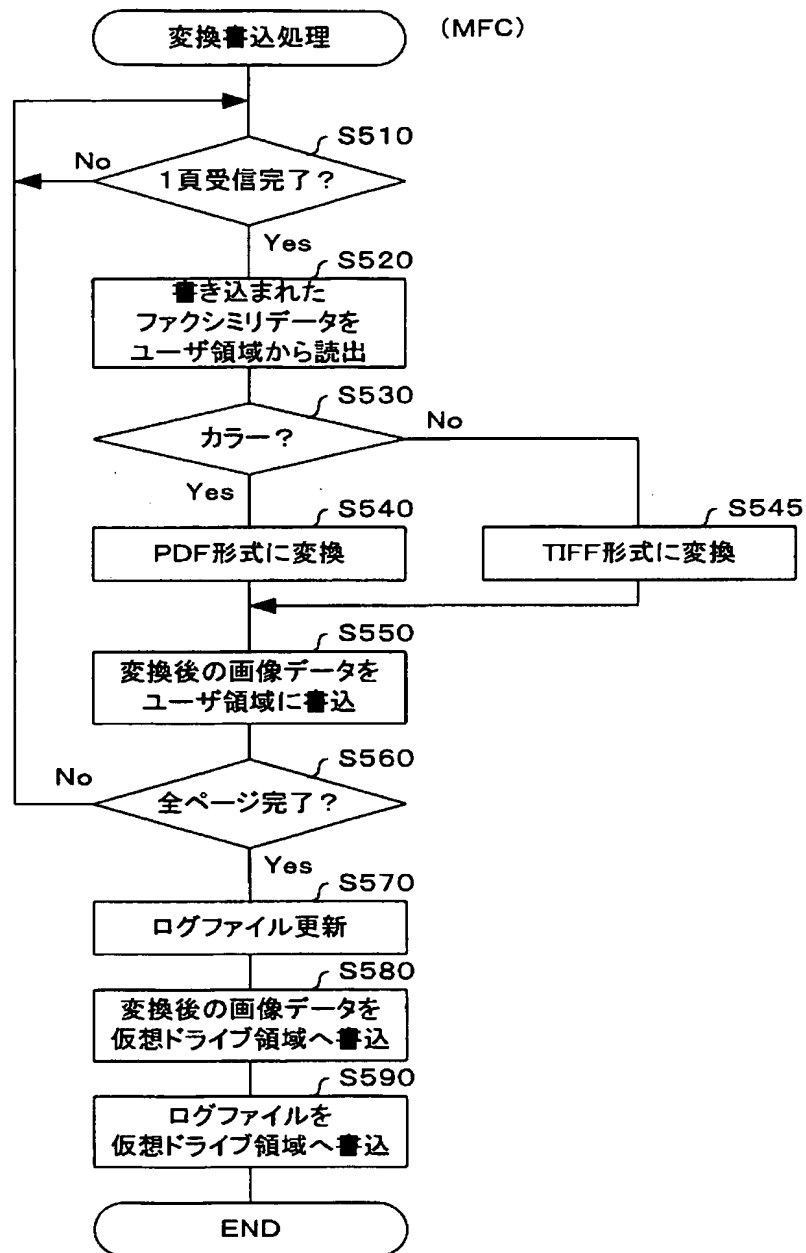 変換書込処理
(MFC)
S510
No
1頁受信完了?
Yes
S520
書き込まれた
ファクシミリデータを
ユーザ領域から読出
S530
カラー?
No
Yes
S540
PDF形式に変換
S545
TIFF形式に変換
S550
変換後の画像データを
ユーザ領域に書込
S560
No
全ページ完了?
Yes
S570
ログファイル更新
S580
変換後の画像データを
仮想ドライブ領域へ書込
S590
ログファイルを
仮想ドライブ領域へ書込
END